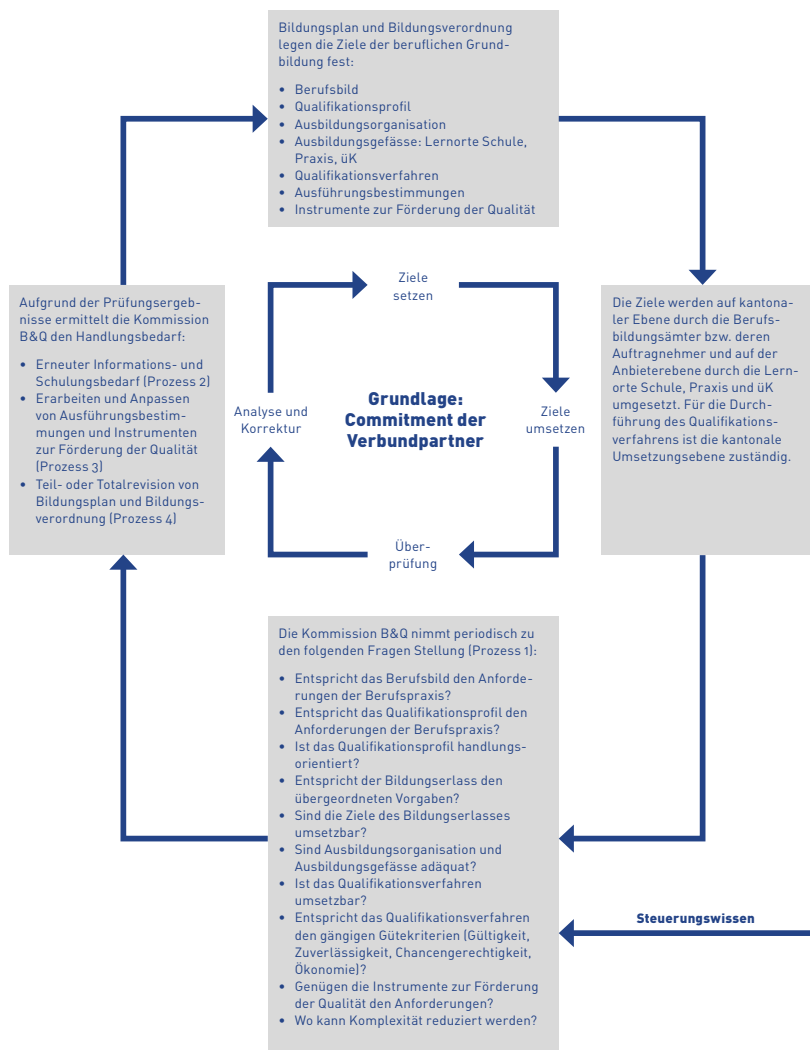 Bildungsplan und Bildungsverordnung
legen die Ziele der beruflichen Grund-
bildung fest:
• Berufsbild
• Qualifikationsprofil
• Ausbildungsorganisation
• Ausbildungsgefässe: Lernorte Schule,
Praxis, üK
• Qualifikationsverfahren
• Ausführungsbestimmungen
• Instrumente zur Förderung der Qualität
Aufgrund der Prüfungsergeb-
nisse ermittelt die Kommission
B&Q den Handlungsbedarf:
• Erneuter Informations- und
Schulungsbedarf (Prozess 2)
• Erarbeiten und Anpassen
von Ausführungsbestim-
mungen und Instrumenten
zur Förderung der Qualität
(Prozess 3)
• Teil- oder Totalrevision von
Bildungsplan und Bildungs-
verordnung (Prozess 4)
Ziele
setzen
Analyse und
Korrektur
Grundlage:
Commitment der
Verbundpartner
Ziele
umsetzen
Über-
prüfung
Die Ziele werden auf kantona-
ler Ebene durch die Berufs-
bildungsämter bzw. deren
Auftragnehmer und auf der
Anbieterebene durch die Lern-
orte Schule, Praxis und üK
umgesetzt. Für die Durch-
führung des Qualifikations-
verfahrens ist die kantonale
Umsetzungsebene zuständig.
Die Kommission B&Q nimmt periodisch zu
den folgenden Fragen Stellung (Prozess 1):
• Entspricht das Berufsbild den Anforde-
rungen der Berufspraxis?
• Entspricht das Qualifikationsprofil den
Anforderungen der Berufspraxis?
• Ist das Qualifikationsprofil handlungs-
orientiert?
• Entspricht der Bildungserlass den
übergeordneten Vorgaben?
• Sind die Ziele des Bildungserlasses
umsetzbar?
• Sind Ausbildungsorganisation und
Ausbildungsgefässe adäquat?
• Ist das Qualifikationsverfahren
umsetzbar?
• Entspricht das Qualifikationsverfahren
den gängigen Gütekriterien (Gültigkeit,
Zuverlässigkeit, Chancengerechtigkeit,
Ökonomie)?
• Genügen die Instrumente zur Förderung
der Qualität den Anforderungen?
• Wo kann Komplexität reduziert werden?
Steuerungswissen